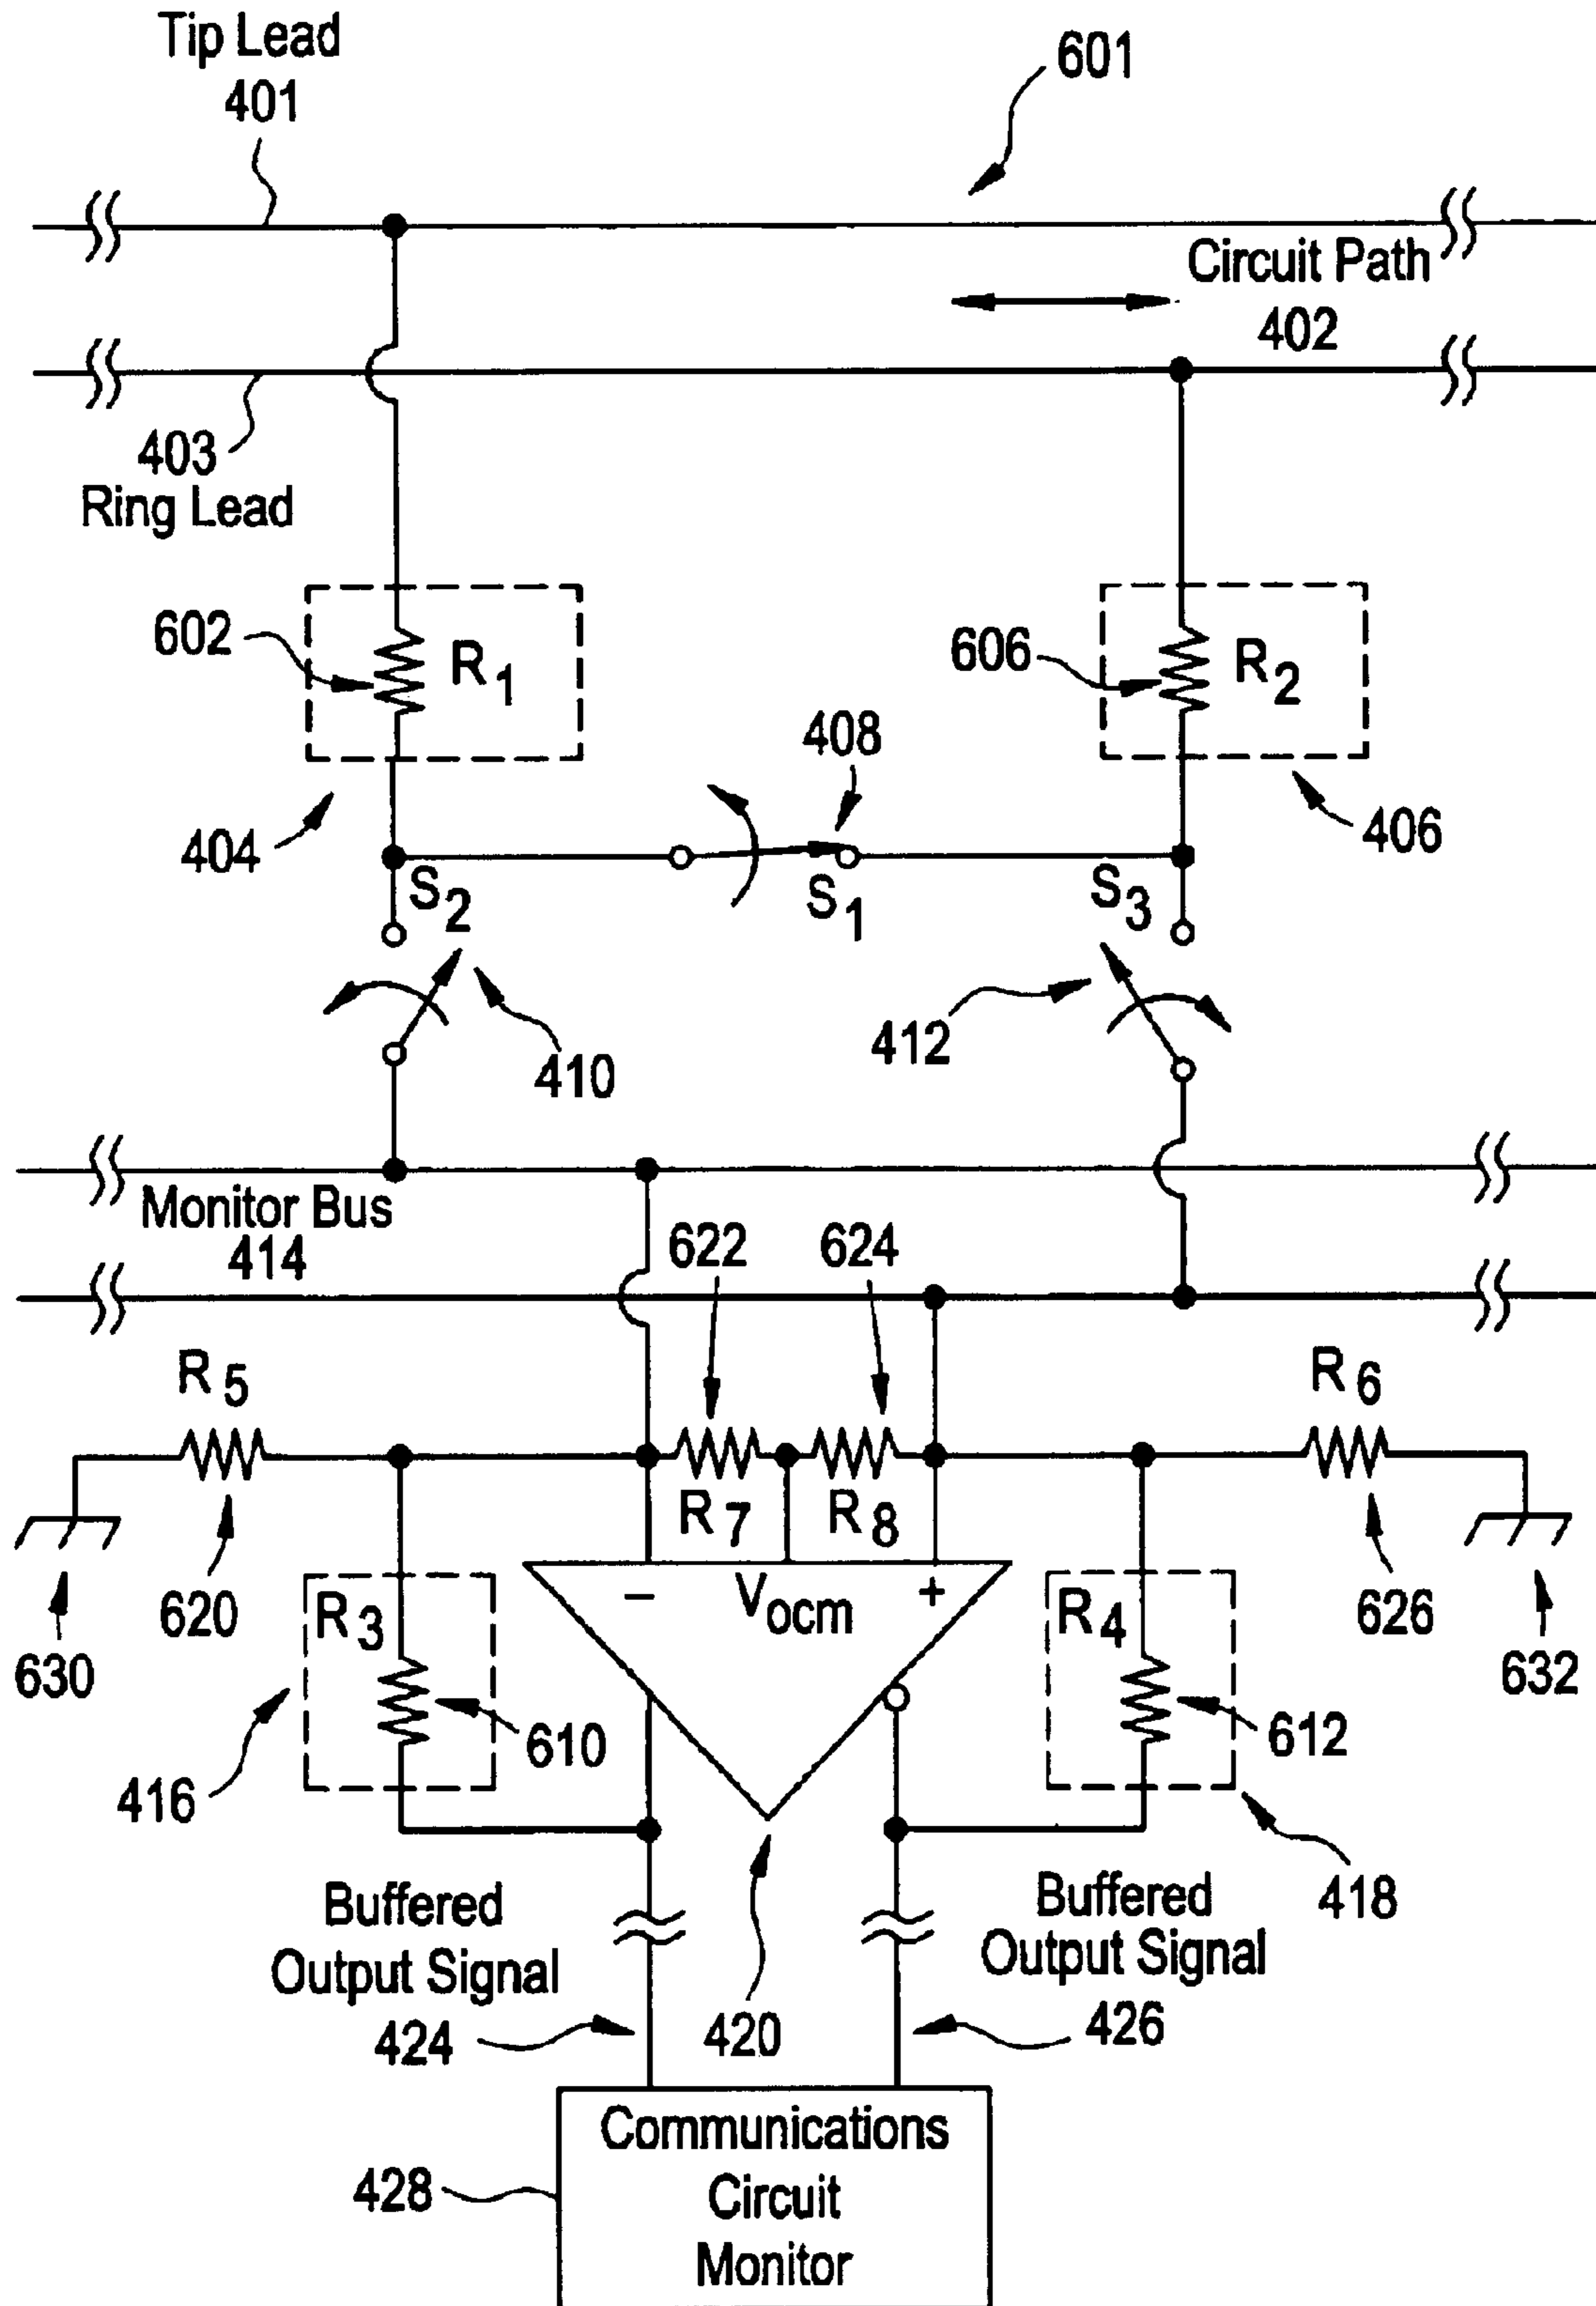 Tip Lead
401
601
Circuit Path
402
403
Ring Lead
602
R1
606
R2
408
404
406
S2
S1
S3
410
412
Monitor Bus
414
622
624
R5
R6
R7
R8
620
630
626
632
R3
− Vocm +
R4
610
612
416
418
Buffered
Output Signal
424
420
Buffered
Output Signal
426
428
Communications
Circuit
Monitor